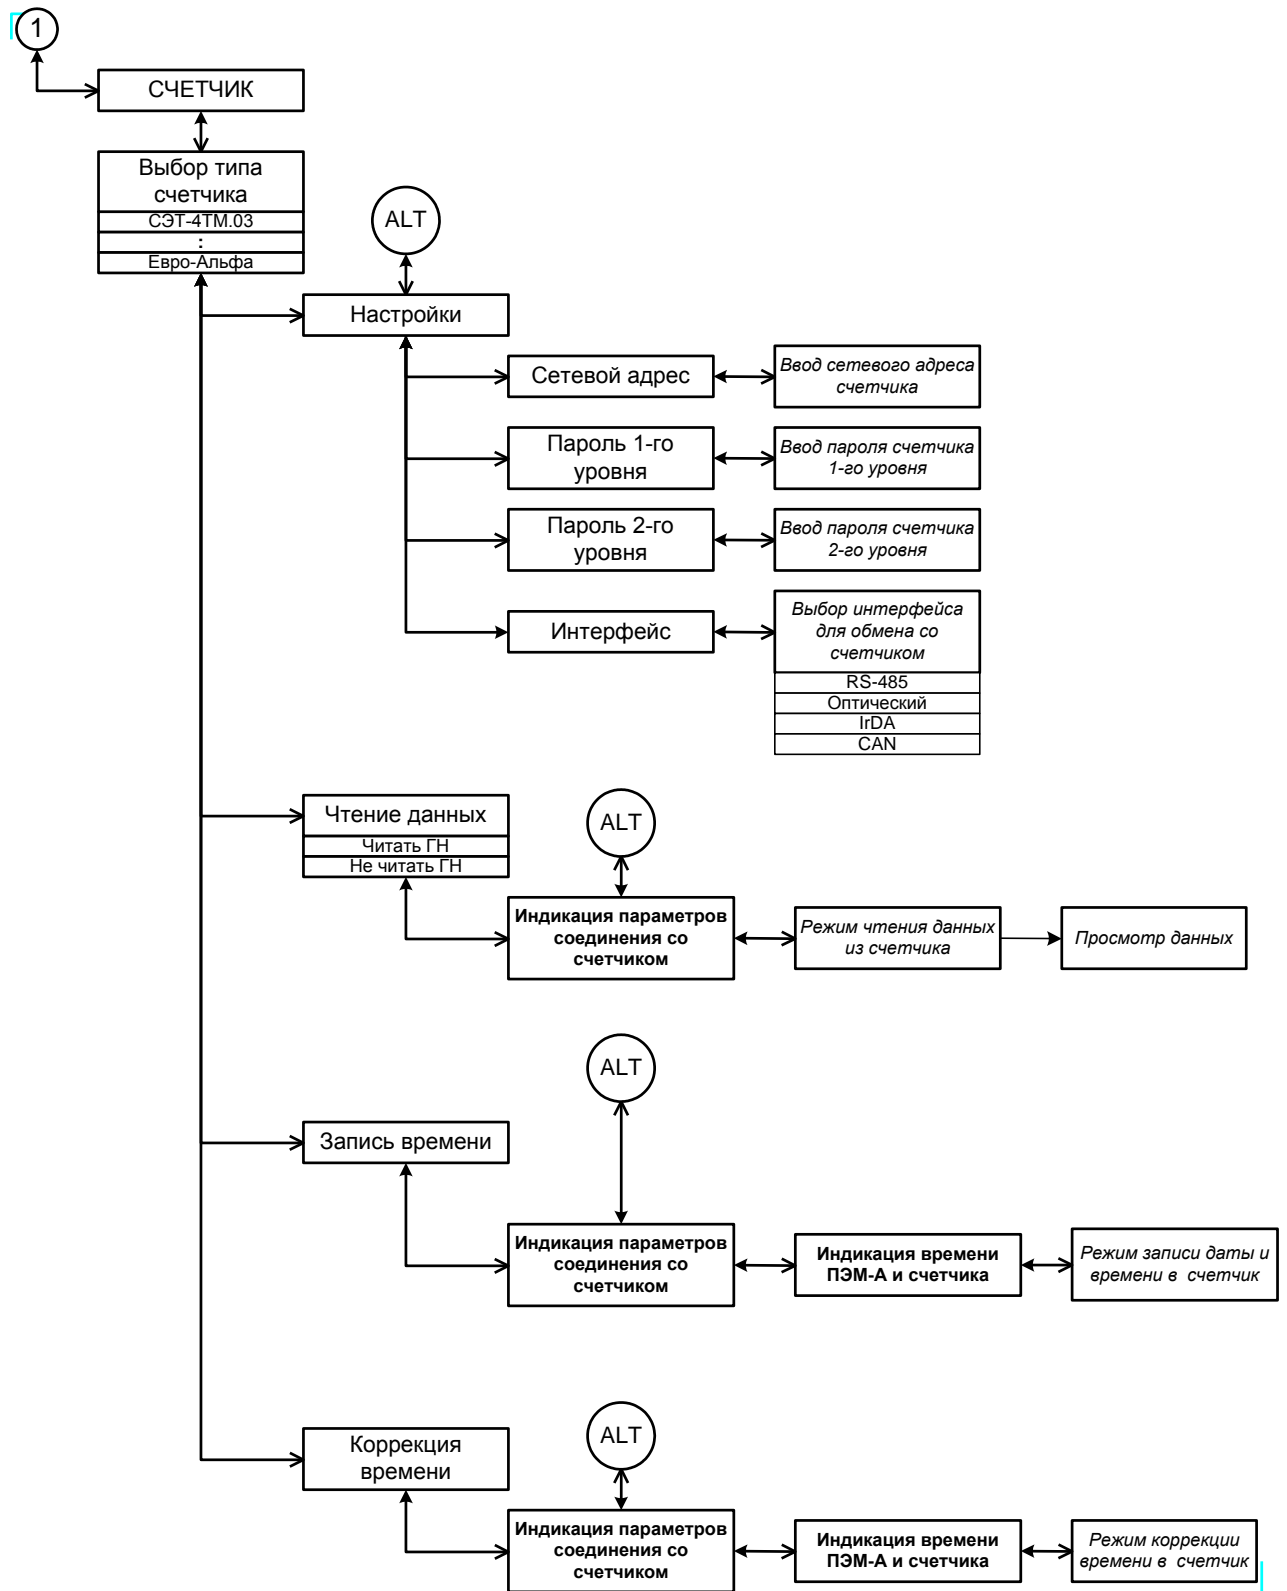 1
СЧЕТЧИК
Выбор типа
счетчика
СЭТ-4ТМ.03
:
Евро-Альфа
ALT
Настройки
Сетевой адрес
Ввод сетевого адреса
счетчика
Пароль 1-го
уровня
Ввод пароля счетчика
1-го уровня
Пароль 2-го
уровня
Ввод пароля счетчика
2-го уровня
Интерфейс
Выбор интерфейса
для обмена со
счетчиком
RS-485
Оптический
IrDA
CAN
Чтение данных
Читать ГН
Не читать ГН
ALT
Индикация параметров
соединения со
счетчиком
Режим чтения данных
из счетчика
Просмотр данных
ALT
Запись времени
Индикация параметров
соединения со
счетчиком
Индикация времени
ПЭМ-А и счетчика
Режим записи даты и
времени в  счетчик
ALT
Коррекция
времени
Индикация параметров
соединения со
счетчиком
Индикация времени
ПЭМ-А и счетчика
Режим коррекции
времени в  счетчик